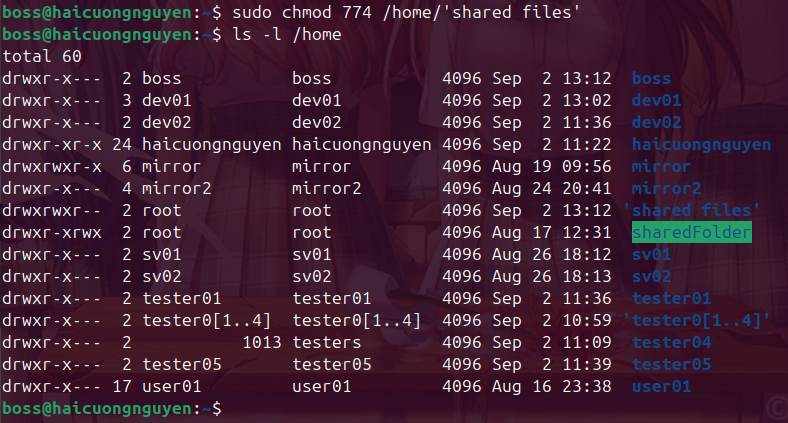 boss@haicuongnguyen:~$ sudo chmod 774 /home/'shared files'
boss@haicuongnguyen:~$ ls -l /home
total 60
drwxr-x---  2 boss          boss          4096 Sep  2 13:12  boss
drwxr-x---  3 dev01         dev01         4096 Sep  2 13:02  dev01
drwxr-x---  2 dev02         dev02         4096 Sep  2 11:36  dev02
drwxr-xr-x 24 haicuongnguyen haicuongnguyen 4096 Sep  2 11:22  haicuongnguyen
drwxrwxr-x  6 mirror        mirror        4096 Aug 19 09:56  mirror
drwxr-x---  4 mirror2       mirror2       4096 Aug 24 20:41  mirror2
drwxrwxr--  2 root          root          4096 Sep  2 13:12 'shared files'
drwxr-xrwx  2 root          root          4096 Aug 17 12:31  sharedFolder
drwxr-x---  2 sv01          sv01          4096 Aug 26 18:12  sv01
drwxr-x---  2 sv02          sv02          4096 Aug 26 18:13  sv02
drwxr-x---  2 tester01      tester01      4096 Sep  2 11:36  tester01
drwxr-x---  2 tester0[1..4] tester0[1..4] 4096 Sep  2 10:59 'tester0[1..4]'
drwxr-x---  2          1013 testers       4096 Sep  2 11:09  tester04
drwxr-x---  2 tester05      tester05      4096 Sep  2 11:39  tester05
drwxr-x--- 17 user01        user01        4096 Aug 16 23:38  user01
boss@haicuongnguyen:~$
©